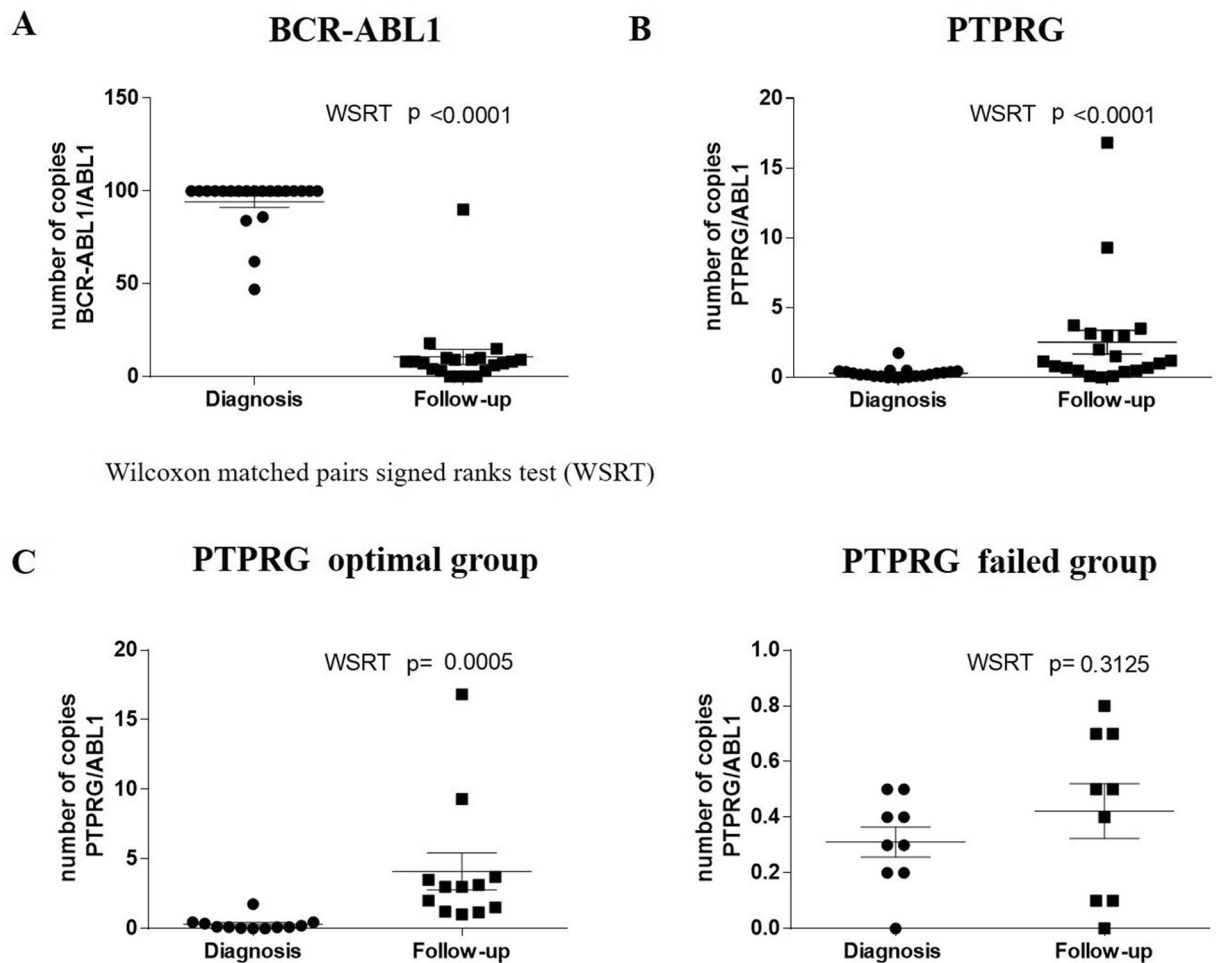 A
BCR-ABL1
WSRT p <0.0001
number of copies
BCR-ABL1/ABL1
150
100
50
0
Diagnosis
Follow-up
B
PTPRG
WSRT p <0.0001
number of copies
PTPRG/ABL1
20
15
10
5
0
Diagnosis
Follow-up
Wilcoxon matched pairs signed ranks test (WSRT)
C
PTPRG optimal group
WSRT p= 0.0005
number of copies
PTPRG/ABL1
20
15
10
5
0
Diagnosis
Follow-up
PTPRG failed group
WSRT p= 0.3125
number of copies
PTPRG/ABL1
1.0
0.8
0.6
0.4
0.2
0.0
Diagnosis
Follow-up